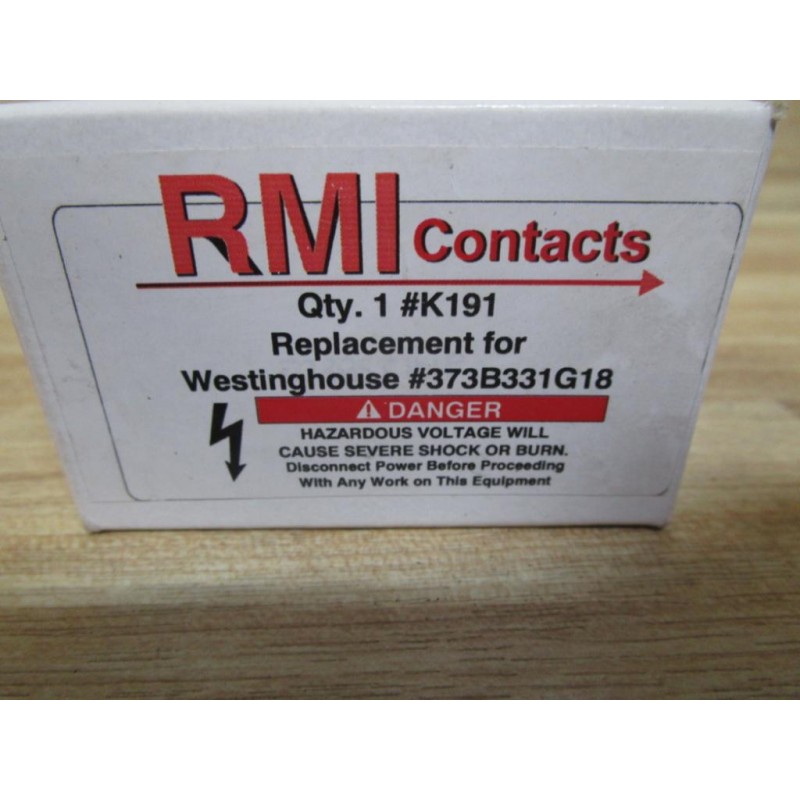 RMI Contacts
Qty. 1 #K191
Replacement for
Westinghouse #373B331G18
DANGER
HAZARDOUS VOLTAGE WILL
CAUSE SEVERE SHOCK OR BURN.
Disconnect Power Before Proceeding
With Any Work on This Equipment